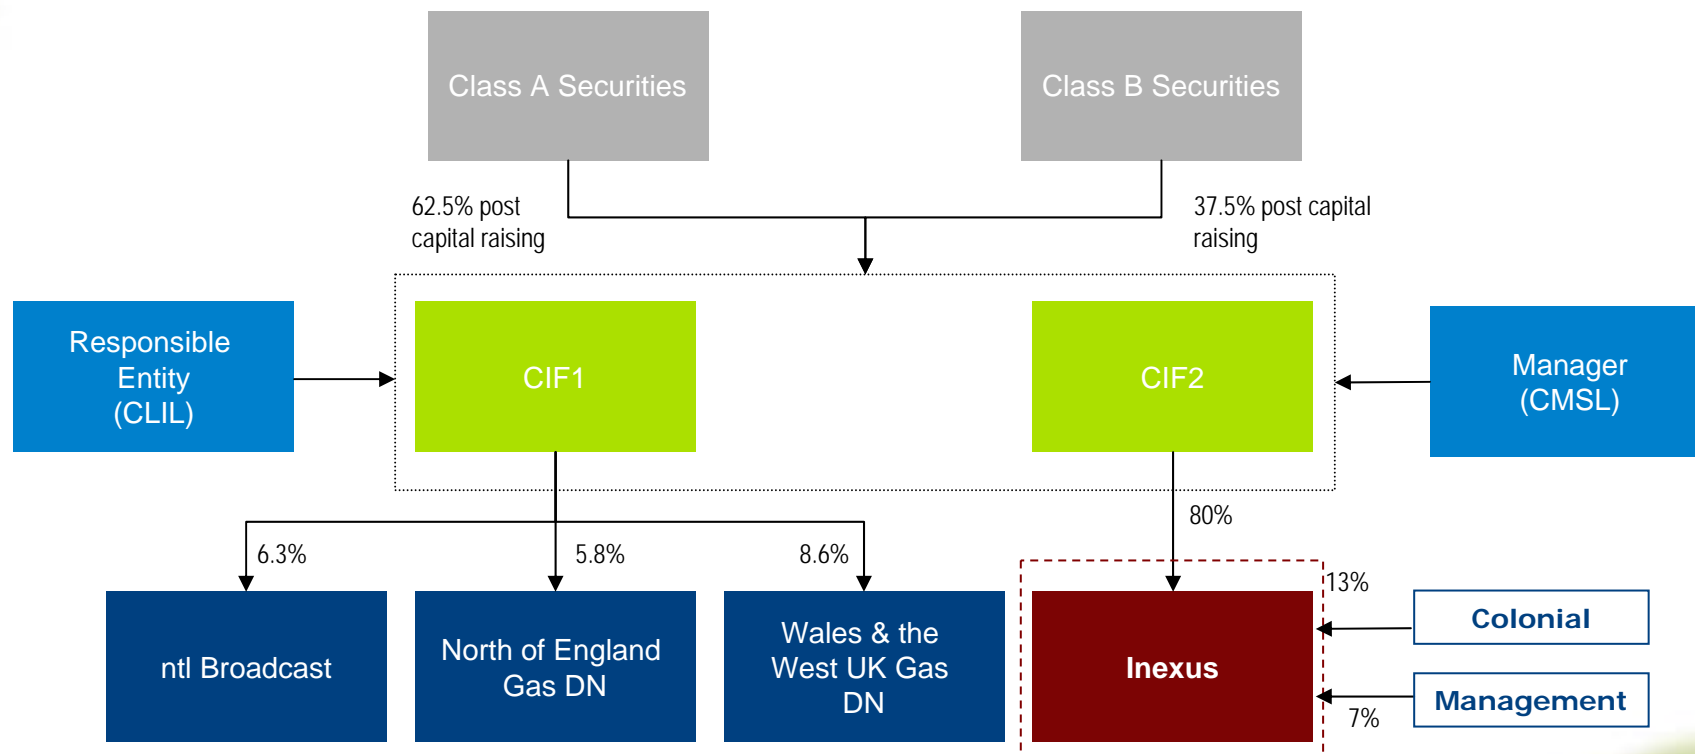 Class A Securities
Class B Securities
62.5% post
capital raising
37.5% post capital
raising
Responsible
Entity
(CLIL)
CIF1
CIF2
Manager
(CMSL)
80%
6.3%
5.8%
8.6%
13%
ntl Broadcast
North of England
Gas DN
Wales & the
West UK Gas
DN
Inexus
Colonial
Management
7%